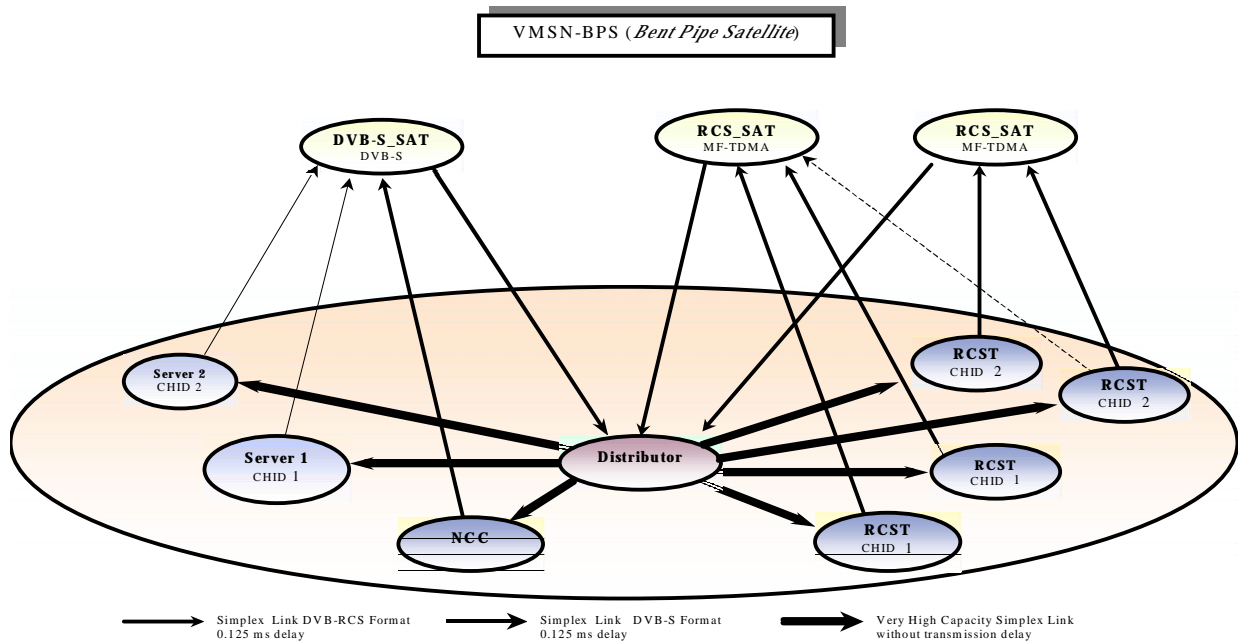 VMSN-BPS (Bent Pipe Satellite)
DVB-S_SAT
DVB-S
RCS_SAT
MF-TDMA
RCS_SAT
MF-TDMA
Server 2
CHID 2
RCST
CHID 2
RCST
CHID 2
Server 1
CHID 1
Distributor
RCST
CHID 1
NCC
RCST
CHID 1
Simplex Link DVB-RCS Format
0.125 ms delay
Simplex Link DVB-S Format
0.125 ms delay
Very High Capacity Simplex Link
without transmission delay